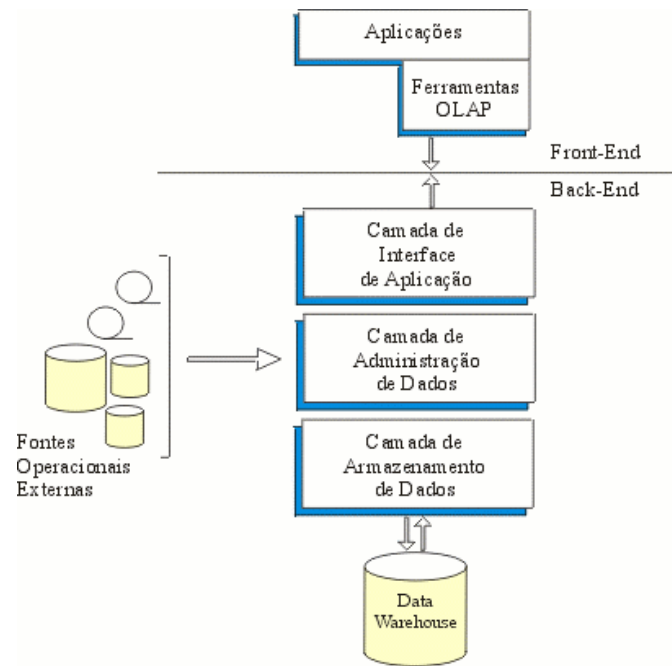 Aplicações
Ferramentas
OLAP
Front-End
Back-End
Camada de
Interface
de Aplicação
Camada de
Administração
de Dados
Fontes
Operacionais
Externas
Camada de
Armazenamento
de Dados
Data
Warehouse